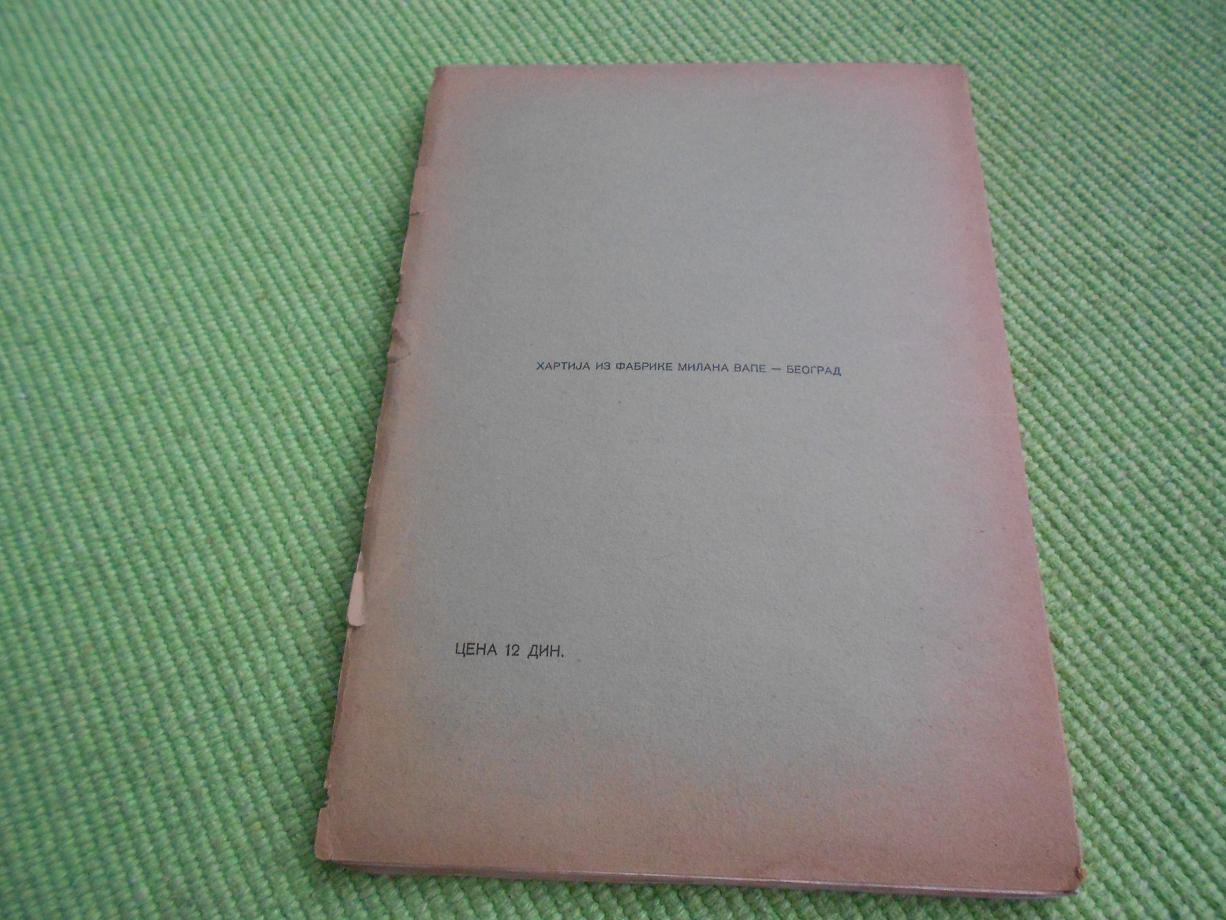 ХАРТИЈА ИЗ ФАБРИКЕ МИЛАНА ВАПЕ — БЕОГРАД
ЦЕНА 12 ДИН.